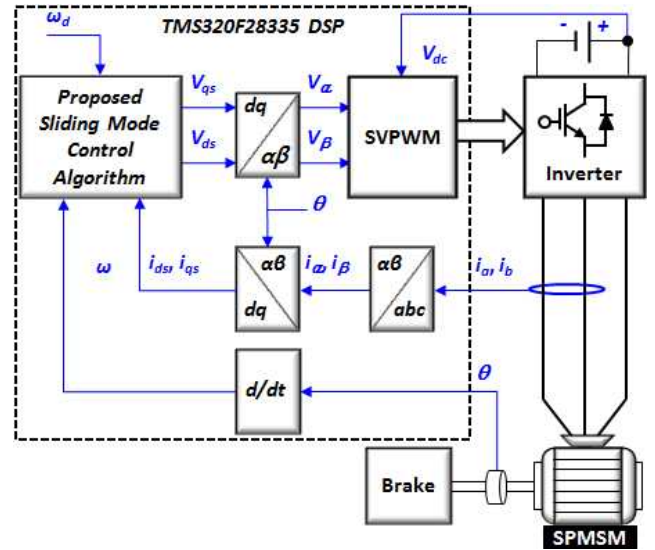 ω_d
TMS320F28335 DSP
- +
V_dc
Proposed
Sliding Mode
Control
Algorithm
V_qs
V_ds
dq
αβ
V_α
V_β
SVPWM
Inverter
θ
ω
i_ds, i_qs
αβ
dq
i_α, i_β
αβ
abc
i_a, i_b
d/dt
θ
Brake
SPMSM